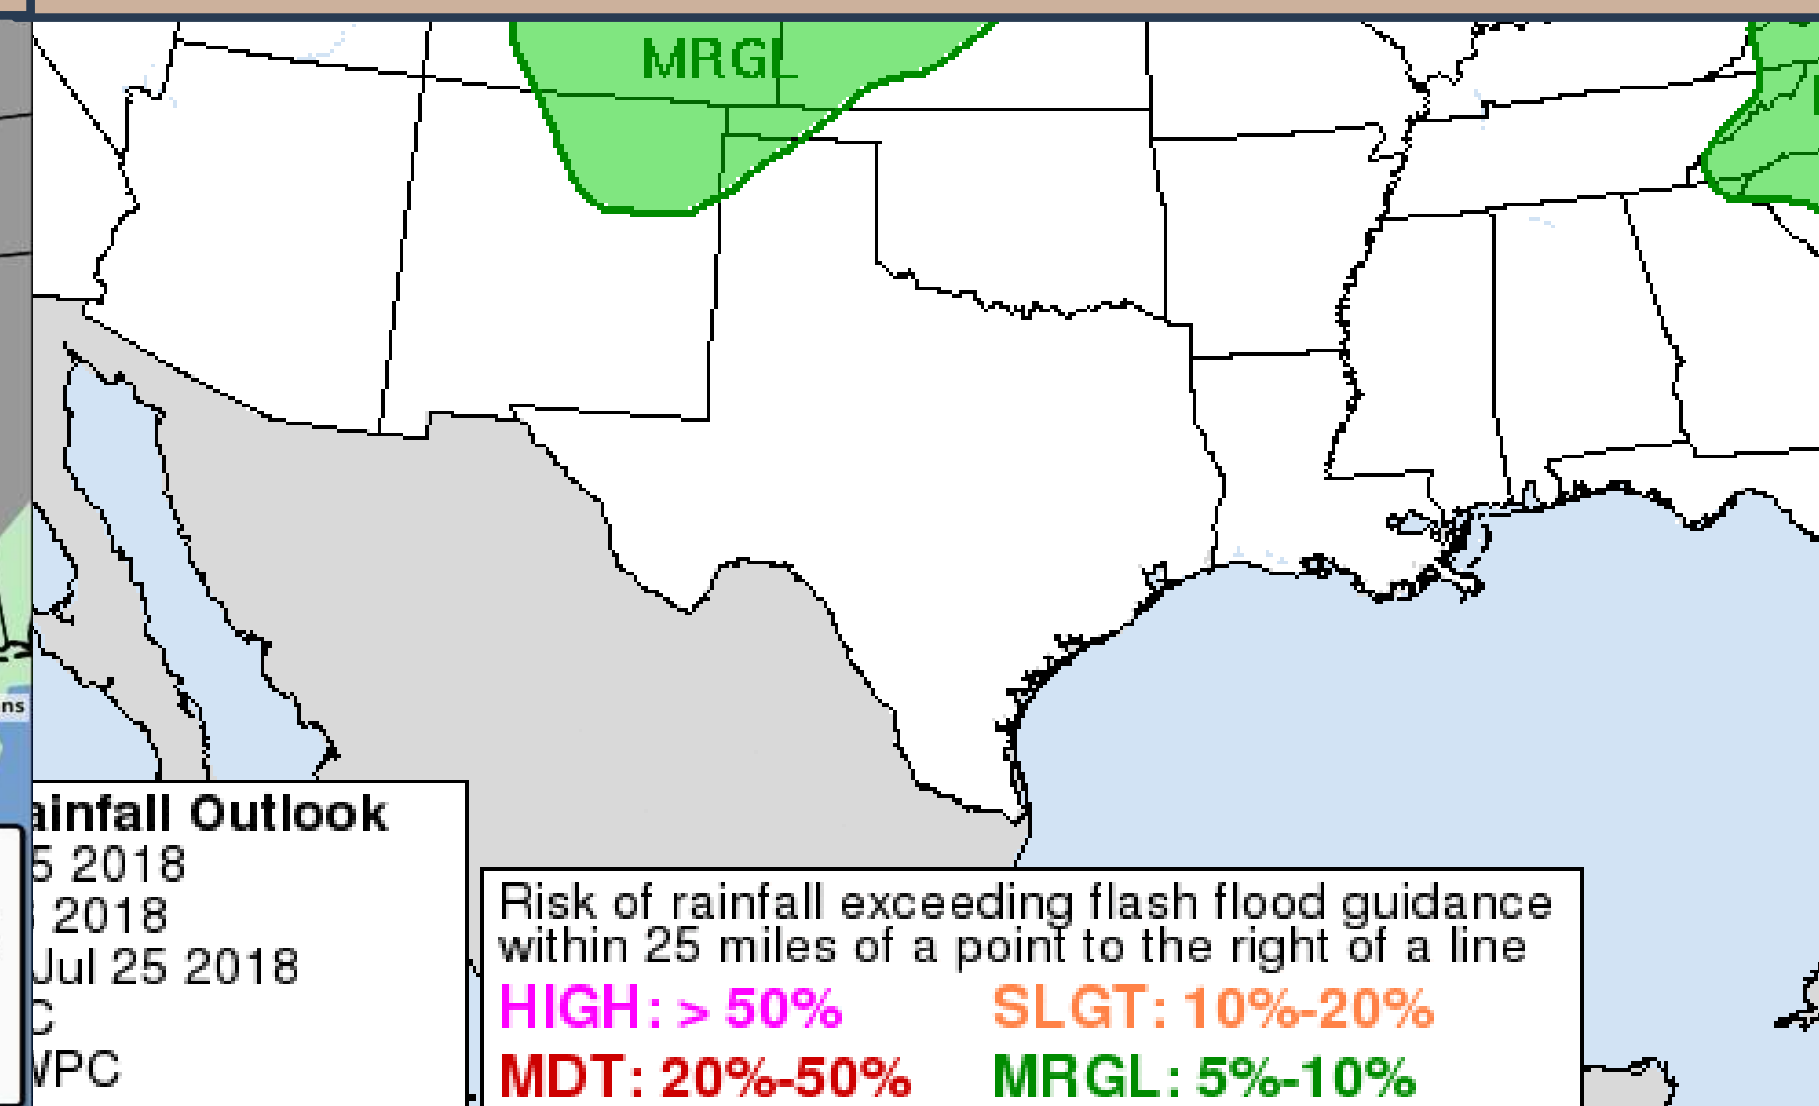 MRGL
ns
ainfall Outlook
5 2018
2018
Jul 25 2018
C
WPC
Risk of rainfall exceeding flash flood guidance
within 25 miles of a point to the right of a line
HIGH: > 50% SLGT: 10%-20%
MDT: 20%-50% MRGL: 5%-10%